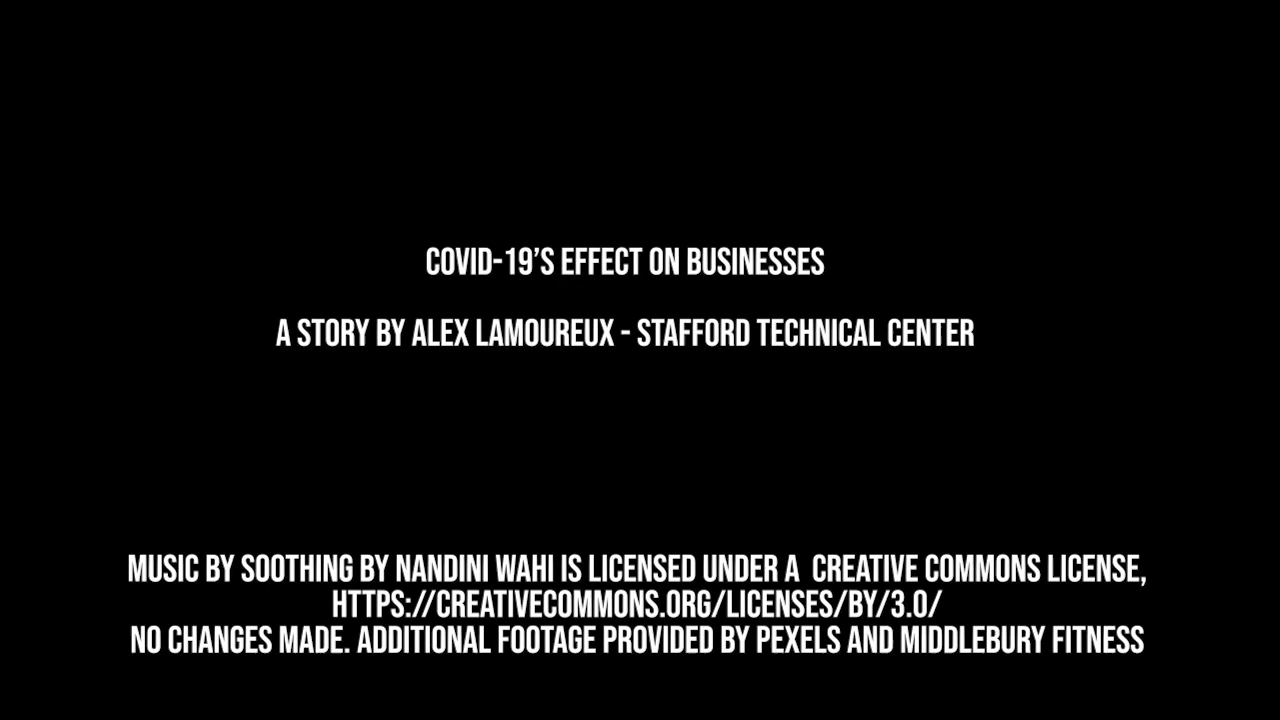 COVID-19’S EFFECT ON BUSINESSES
A STORY BY ALEX LAMOUREUX - STAFFORD TECHNICAL CENTER
MUSIC BY SOOTHING BY NANDINI WAHI IS LICENSED UNDER A  CREATIVE COMMONS LICENSE,
HTTPS://CREATIVECOMMONS.ORG/LICENSES/BY/3.0/
NO CHANGES MADE. ADDITIONAL FOOTAGE PROVIDED BY PEXELS AND MIDDLEBURY FITNESS